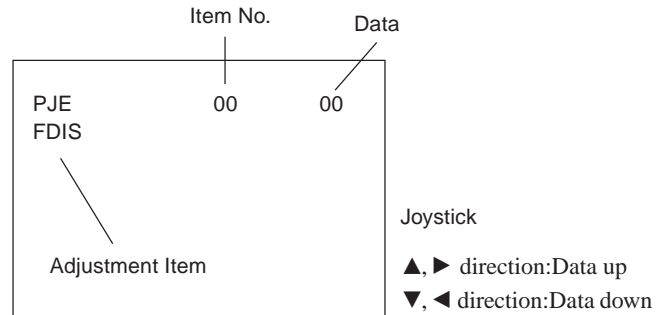 Item No.
Data
PJE 00 00
FDIS
Adjustment Item
Joystick
▲, ► direction:Data up
▼, ◄ direction:Data down